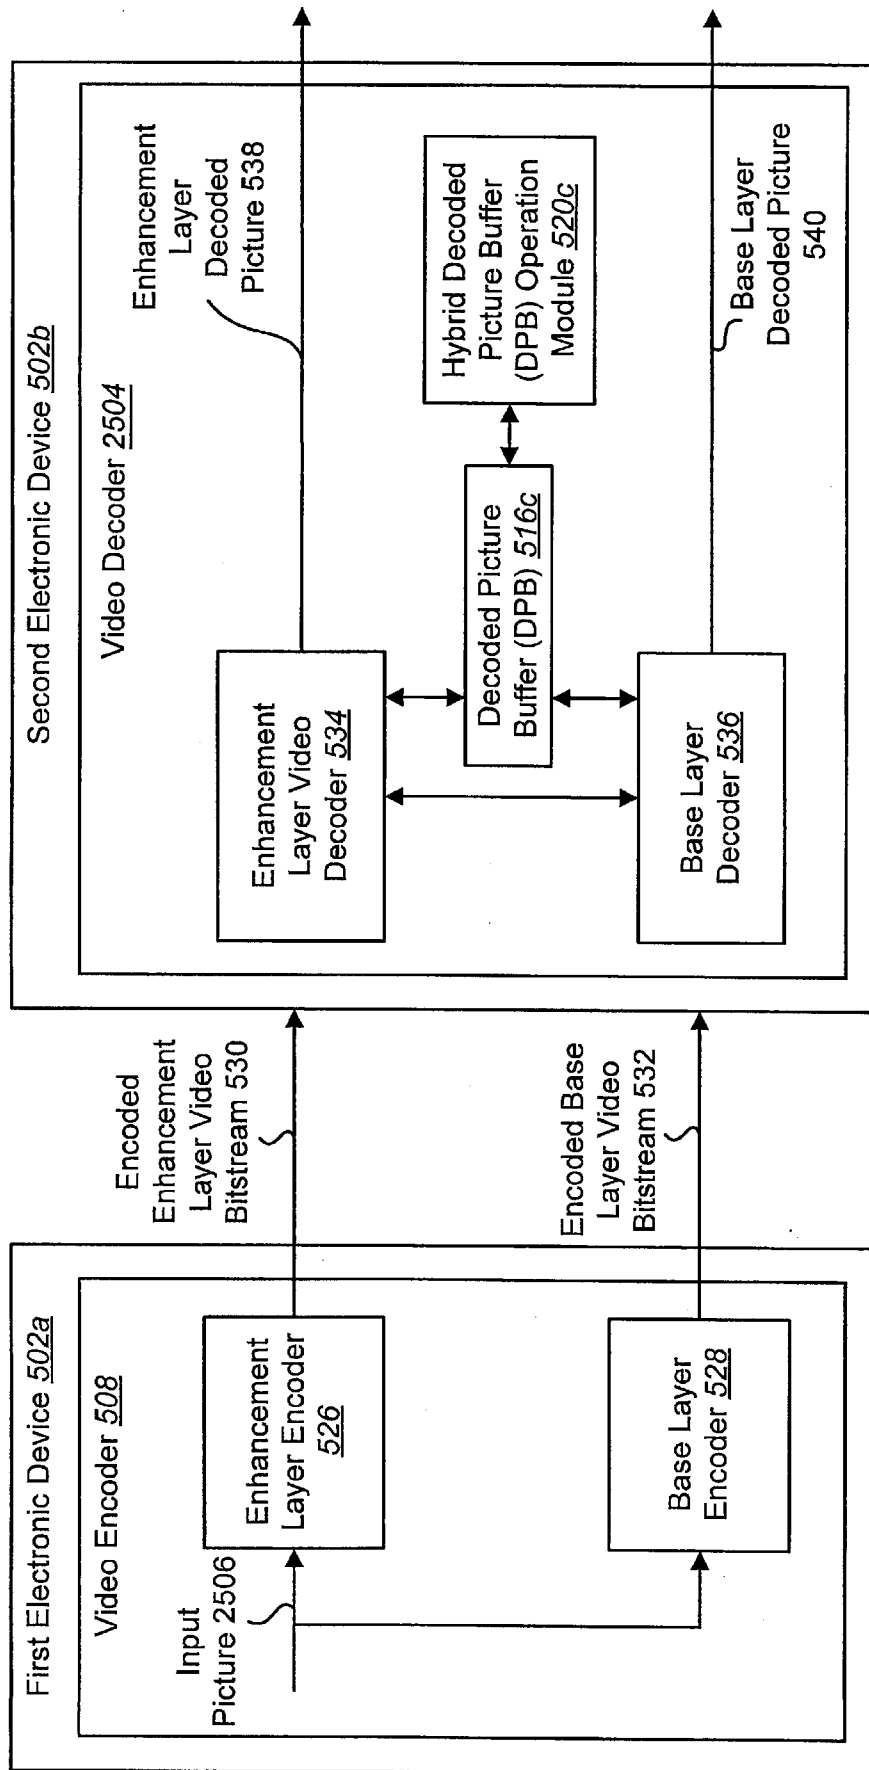 First Electronic Device 502a
Video Encoder 508
Input
Picture 2506
Enhancement
Layer Encoder
526
Base Layer
Encoder 528
Encoded
Enhancement
Layer Video
Bitstream 530
Encoded Base
Layer Video
Bitstream 532
Second Electronic Device 502b
Video Decoder 2504
Enhancement
Layer Video
Decoder 534
Enhancement
Layer
Decoded
Picture 538
Decoded Picture
Buffer (DPB) 516c
Hybrid Decoded
Picture Buffer
(DPB) Operation
Module 520c
Base Layer
Decoder 536
Base Layer
Decoded Picture
540